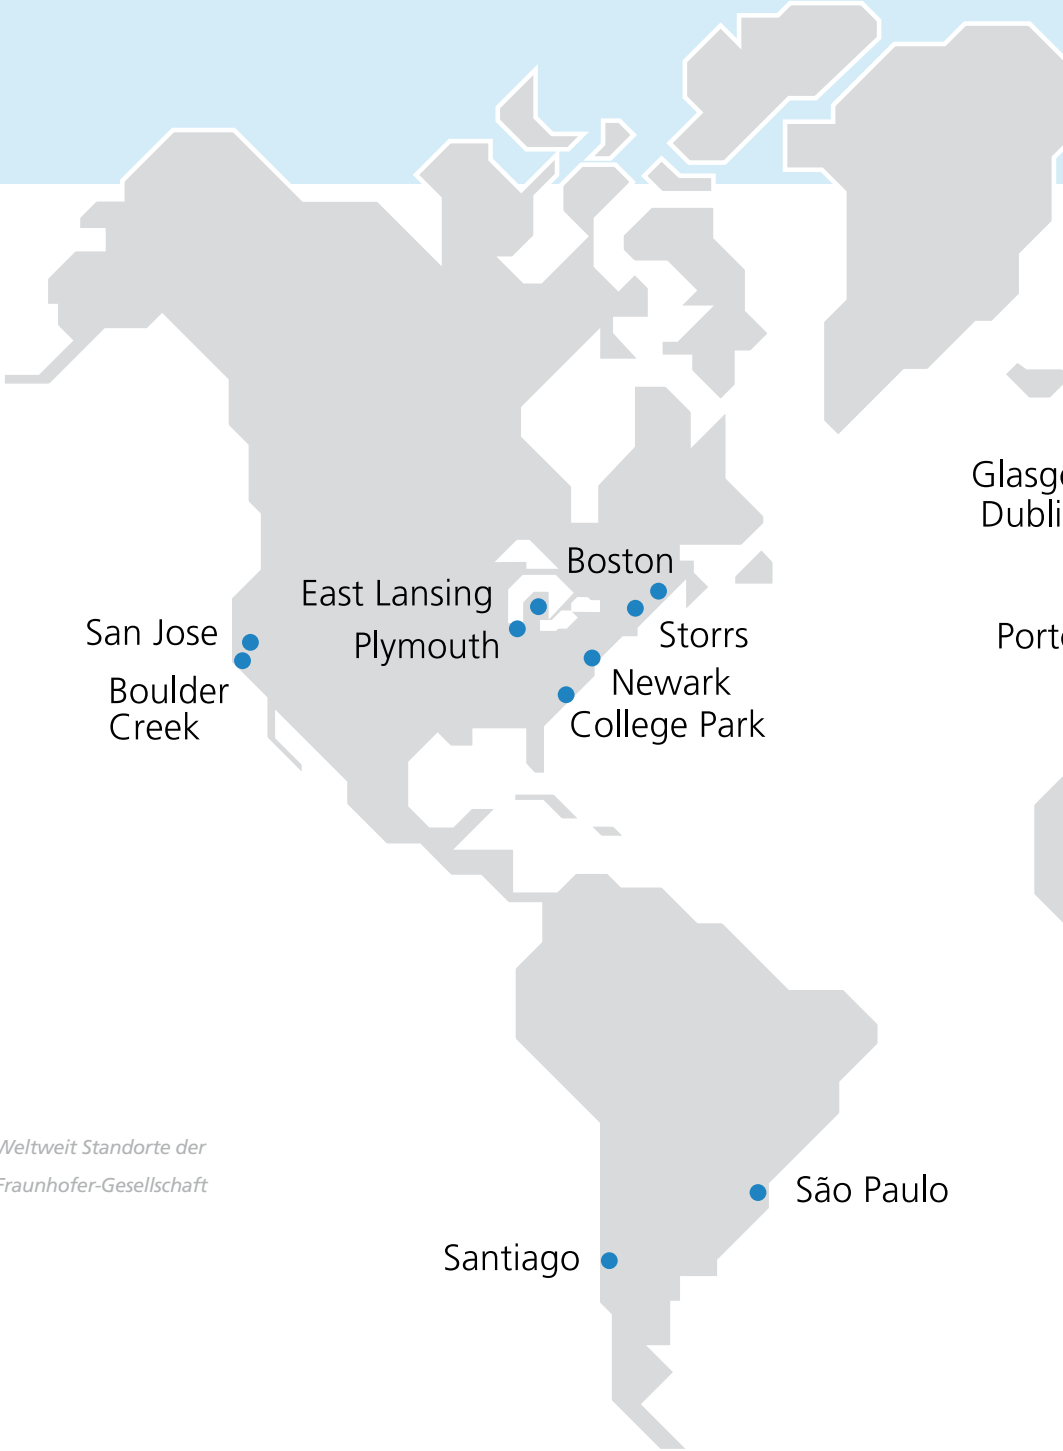 Glasg
Dubli
Boston
East Lansing
San Jose
Storrs
Port
Plymouth
Newark
Boulder
Creek
College Park
Weltweit Standorte der
Fraunhofer-Gesellschaft
São Paulo
Santiago